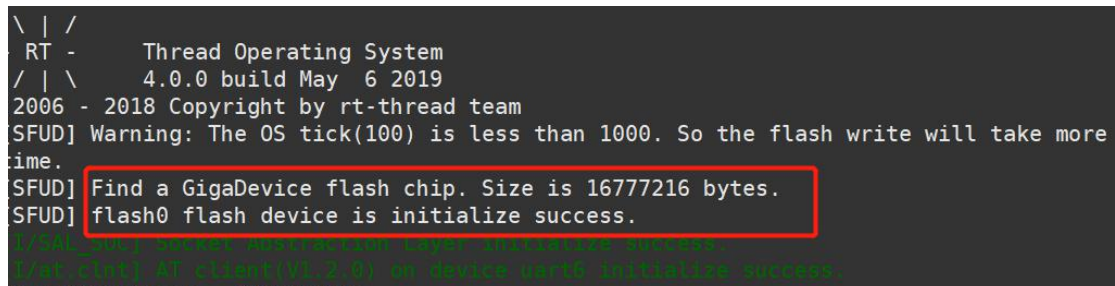 \ | /
- RT -     Thread Operating System
/ | \     4.0.0 build May  6 2019
2006 - 2018 Copyright by rt-thread team
[SFUD] Warning: The OS tick(100) is less than 1000. So the flash write will take more
time.
[SFUD] Find a GigaDevice flash chip. Size is 16777216 bytes.
[SFUD] flash0 flash device is initialize success.
[I/SAL_SOC] Socket Abstraction Layer initialize success.
[I/at.clnt] AT client(V1.2.0) on device uart6 initialize success.